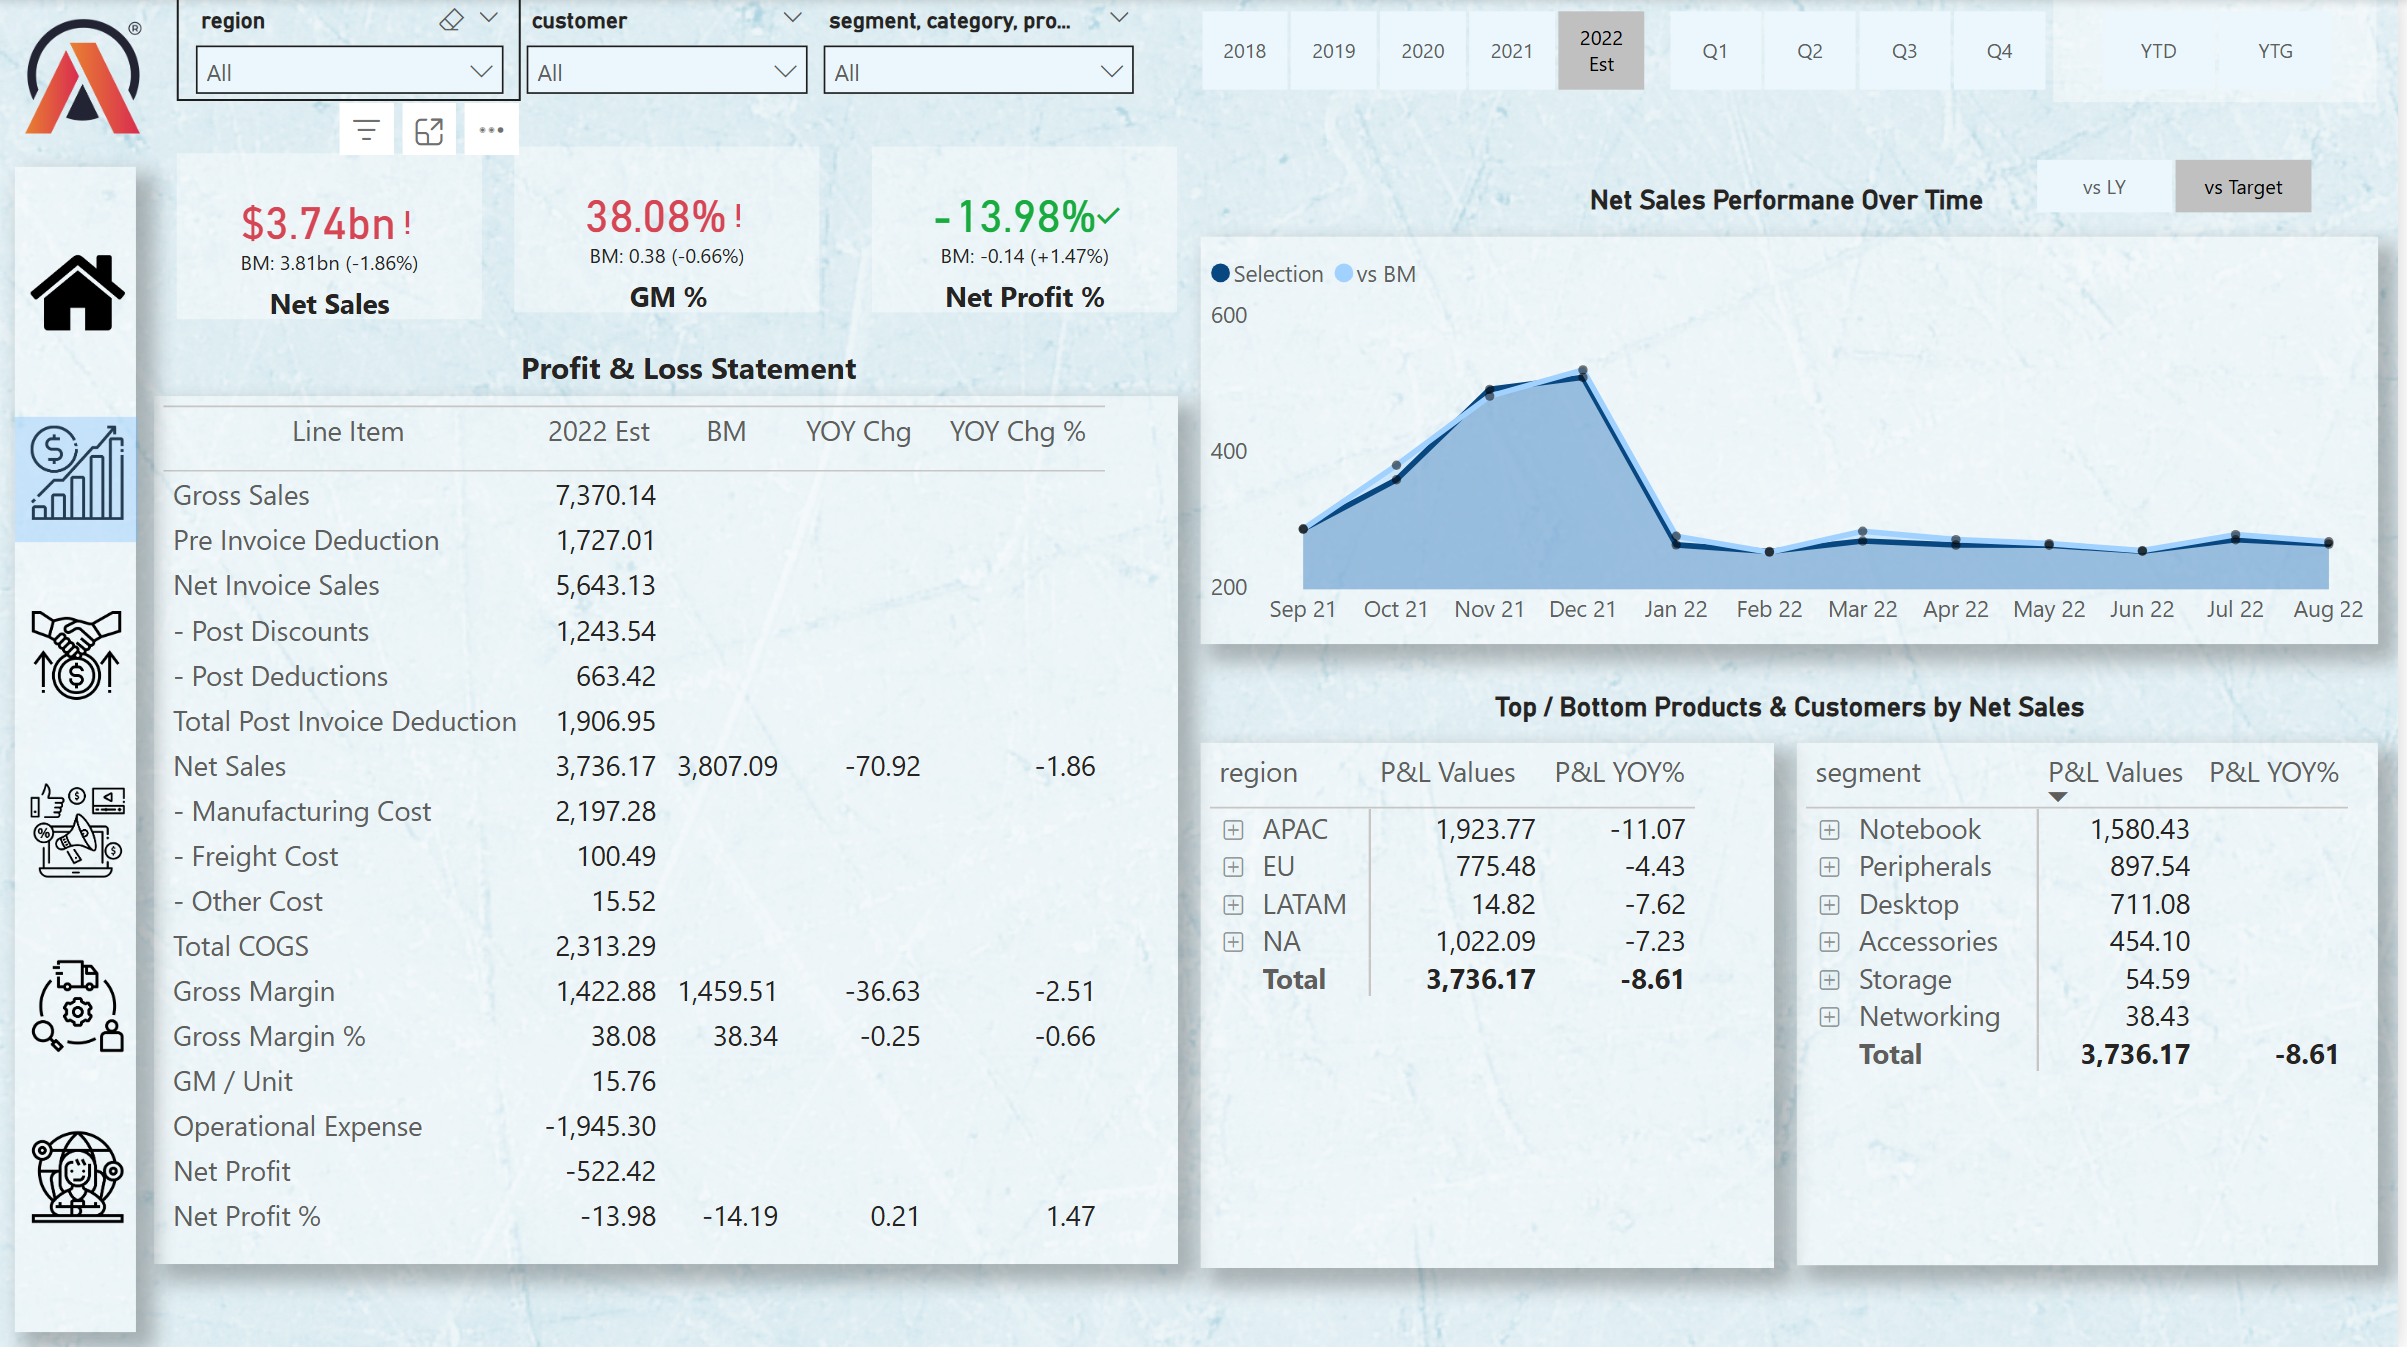 ®
region
All
customer
All
segment, category, pro...
All
2018
2019
2020
2021
2022 Est
Q1
Q2
Q3
Q4
YTD
YTG
$3.74bn !
BM: 3.81bn (-1.86%)
Net Sales
38.08% !
BM: 0.38 (-0.66%)
GM %
-13.98%
BM: -0.14 (+1.47%)
Net Profit %
Net Sales Performane Over Time
vs LY
vs Target
Selection vs BM
600
400
200
Sep 21 Oct 21 Nov 21 Dec 21 Jan 22 Feb 22 Mar 22 Apr 22 May 22 Jun 22 Jul 22 Aug 22
Profit & Loss Statement
Line Item 2022 Est BM YOY Chg YOY Chg %
Gross Sales 7,370.14
Pre Invoice Deduction 1,727.01
Net Invoice Sales 5,643.13
- Post Discounts 1,243.54
- Post Deductions 663.42
Total Post Invoice Deduction 1,906.95
Net Sales 3,736.17 3,807.09 -70.92 -1.86
- Manufacturing Cost 2,197.28
- Freight Cost 100.49
- Other Cost 15.52
Total COGS 2,313.29
Gross Margin 1,422.88 1,459.51 -36.63 -2.51
Gross Margin % 38.08 38.34 -0.25 -0.66
GM / Unit 15.76
Operational Expense -1,945.30
Net Profit -522.42
Net Profit % -13.98 -14.19 0.21 1.47
Top / Bottom Products & Customers by Net Sales
region P&L Values P&L YOY%
APAC 1,923.77 -11.07
EU 775.48 -4.43
LATAM 14.82 -7.62
NA 1,022.09 -7.23
Total 3,736.17 -8.61
segment P&L Values P&L YOY%
Notebook 1,580.43
Peripherals 897.54
Desktop 711.08
Accessories 454.10
Storage 54.59
Networking 38.43
Total 3,736.17 -8.61